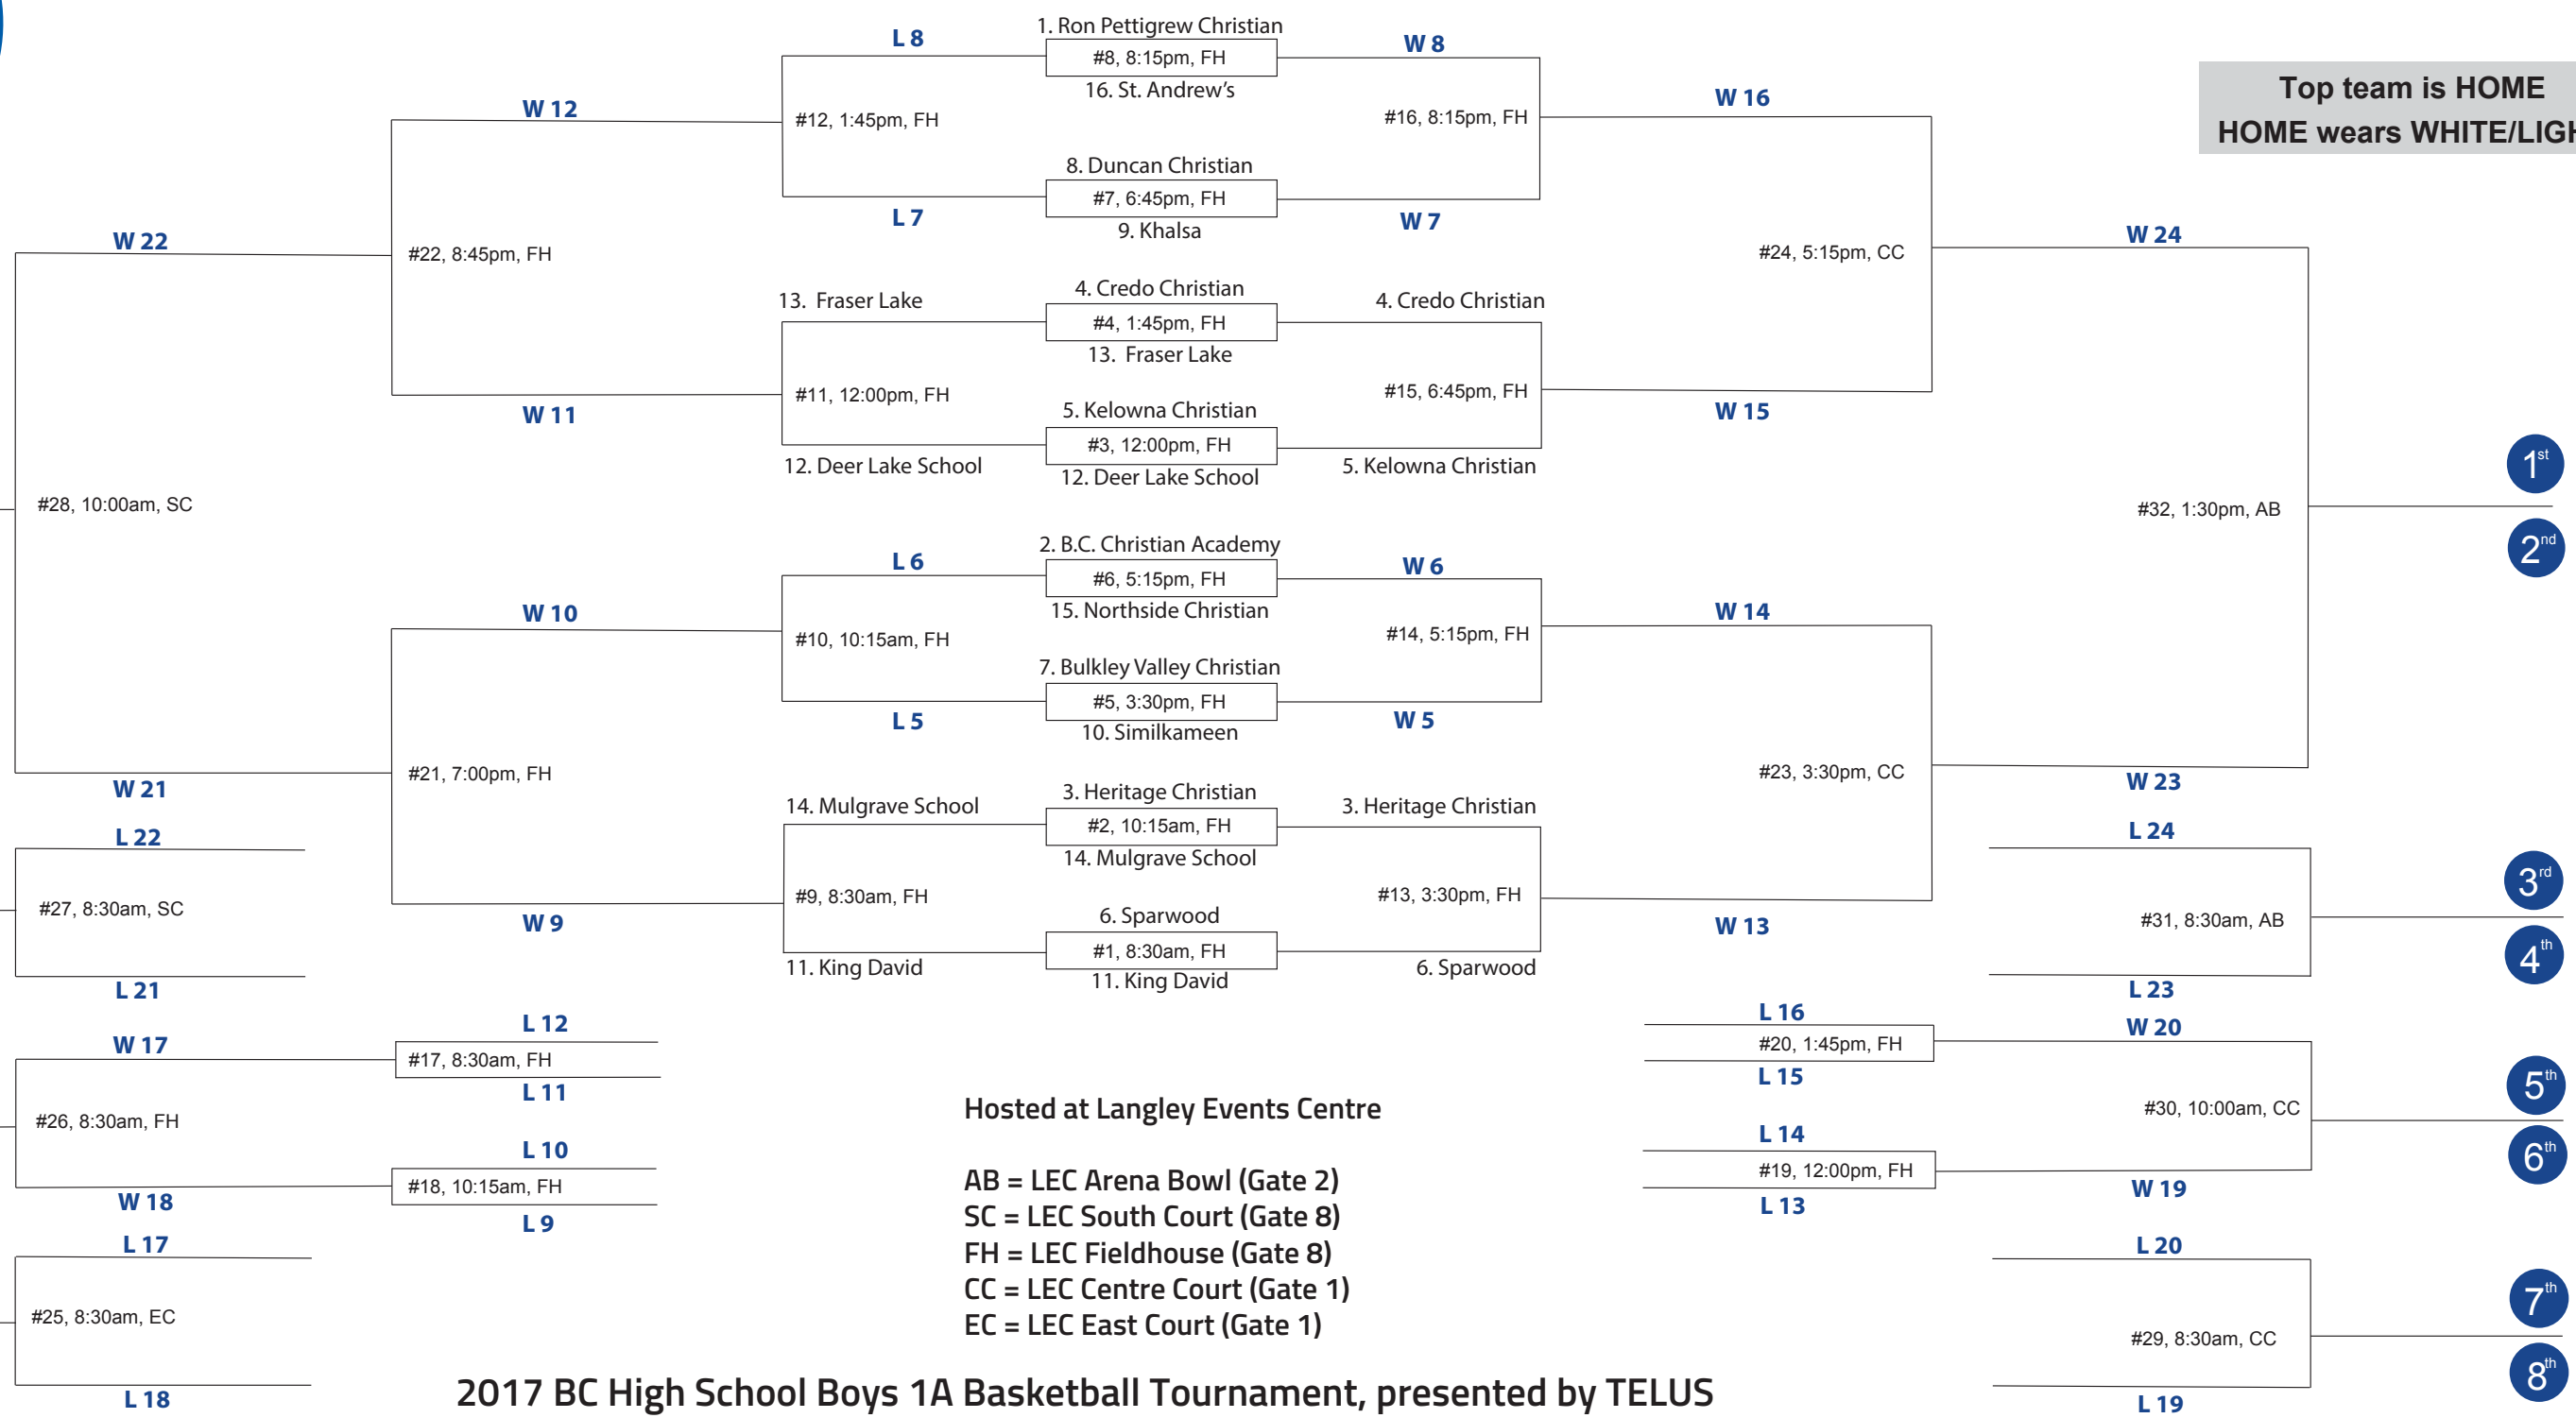 1. Ron Pettigrew Christian
L 8
#8, 8:15pm, FH
W 8
16. St. Andrew's
Top team is HOME
HOME wears WHITE/LIGH
W 12
#12, 1:45pm, FH
#16, 8:15pm, FH
W 16
8. Duncan Christian
#7, 6:45pm, FH
L 7
W 7
9. Khalsa
W 22
#22, 8:45pm, FH
#24, 5:15pm, CC
W 24
13. Fraser Lake
4. Credo Christian
4. Credo Christian
#4, 1:45pm, FH
13. Fraser Lake
#11, 12:00pm, FH
#15, 6:45pm, FH
W 11
5. Kelowna Christian
W 15
#3, 12:00pm, FH
12. Deer Lake School
12. Deer Lake School
5. Kelowna Christian
1st
#28, 10:00am, SC
#32, 1:30pm, AB
2nd
2. B.C. Christian Academy
L 6
#6, 5:15pm, FH
W 6
15. Northside Christian
W 10
#10, 10:15am, FH
#14, 5:15pm, FH
W 14
7. Bulkley Valley Christian
#5, 3:30pm, FH
L 5
W 5
10. Similkameen
#21, 7:00pm, FH
#23, 3:30pm, CC
W 21
W 23
14. Mulgrave School
3. Heritage Christian
3. Heritage Christian
#2, 10:15am, FH
14. Mulgrave School
L 22
L 24
#27, 8:30am, SC
#9, 8:30am, FH
#13, 3:30pm, FH
#31, 8:30am, AB
3rd
W 9
6. Sparwood
W 13
#1, 8:30am, FH
11. King David
11. King David
6. Sparwood
4th
L 21
L 23
L 12
L 16
W 17
#17, 8:30am, FH
#20, 1:45pm, FH
W 20
L 11
L 15
5th
#26, 8:30am, FH
Hosted at Langley Events Centre
#30, 10:00am, CC
L 10
L 14
6th
#18, 10:15am, FH
#19, 12:00pm, FH
W 18
L 9
L 13
W 19
AB = LEC Arena Bowl (Gate 2)
SC = LEC South Court (Gate 8)
FH = LEC Fieldhouse (Gate 8)
CC = LEC Centre Court (Gate 1)
EC = LEC East Court (Gate 1)
L 17
L 20
#25, 8:30am, EC
#29, 8:30am, CC
7th
8th
L 18
L 19
2017 BC High School Boys 1A Basketball Tournament, presented by TELUS